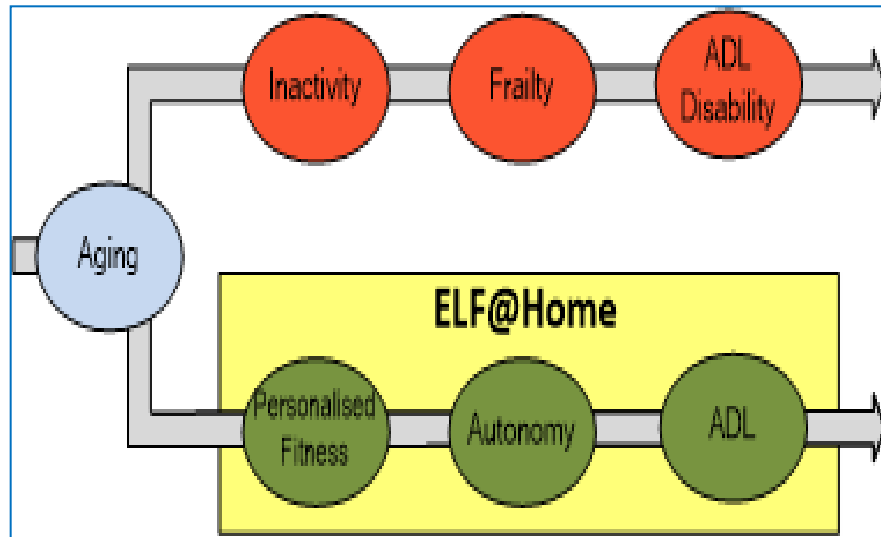 Inactivity
Frailty
ADL
Disability
Aging
ELF@Home
Personalised
Fitness
Autonomy
ADL